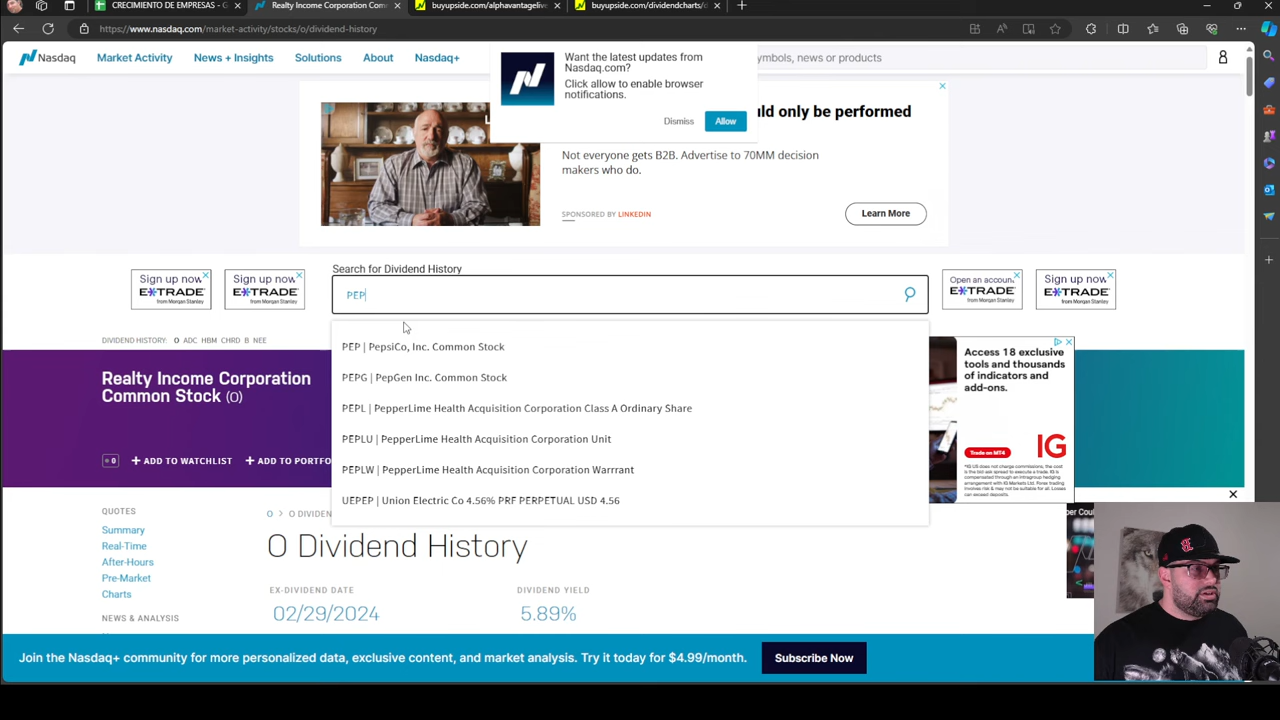 CRECIMIENTO DE EMPRESAS - G
Realty Income Corporation Com
buyupside.com/alphavantagelive
buyupside.com/dividendcharts/d
https://www.nasdaq.com/market-activity/stocks/o/dividend-history
Nasdaq
Market Activity
News + Insights
Solutions
About
Nasdaq+
ymbols, news or products
Want the latest updates from
Nasdaq.com?
Click allow to enable browser
notifications.
Dismiss
Allow
ould only be performed
Not everyone gets B2B. Advertise to 70MM decision
makers who do.
SPONSORED BY LINKEDIN
Learn More
Search for Dividend History
PEP
Sign up now
E*TRADE
from Morgan Stanley
Sign up now
E*TRADE
from Morgan Stanley
Open an accoun
E*TRADE
from Morgan Stanley
Sign up now
E*TRADE
from Morgan Stanley
PEP | PepsiCo, Inc. Common Stock
PEPG | PepGen Inc. Common Stock
PEPL | PepperLime Health Acquisition Corporation Class A Ordinary Share
PEPLU | PepperLime Health Acquisition Corporation Unit
PEPLW | PepperLime Health Acquisition Corporation Warrrant
UEPEP | Union Electric Co 4.56% PRF PERPETUAL USD 4.56
DIVIDEND HISTORY: O ADC HBM CHRD B NEE
Realty Income Corporation
Common Stock (O)
0
+ ADD TO WATCHLIST
+ ADD TO PORTFO
Access 18 exclusive
tools and thousands
of indicators and
add-ons.
Trade on MT4
IG
QUOTES
Summary
Real-Time
After-Hours
Pre-Market
Charts
NEWS & ANALYSIS
O > O DIVIDEN
O Dividend History
EX-DIVIDEND DATE
02/29/2024
DIVIDEND YIELD
5.89%
per Coul
Join the Nasdaq+ community for more personalized data, exclusive content, and market analysis. Try it today for $4.99/month.
Subscribe Now